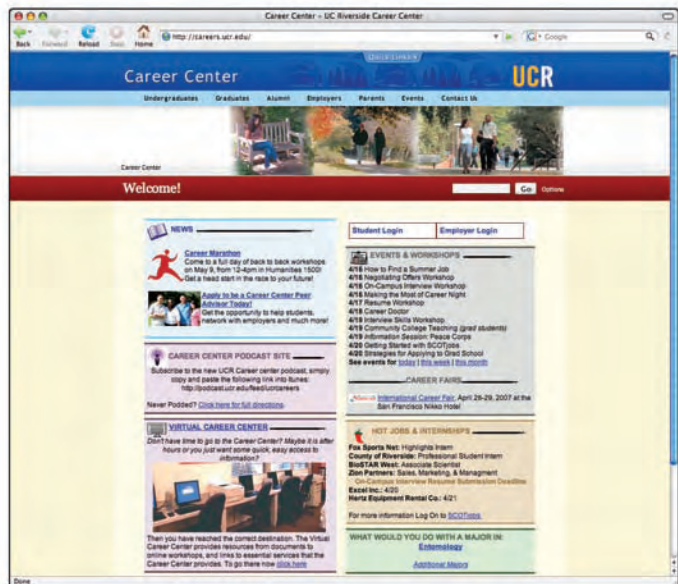 Career Center - UC Riverside Career Center
Back Forward Reload Stop Home
http://careers.ucr.edu/
Google
Quick Links
Career Center
UCR
Undergraduates Graduates Alumni Employers Parents Events Contact Us
Career Center
Welcome!
Go Options
NEWS
Career Marathon
Come to a full day of back to back workshops
on May 9, from 12-4pm in Humanities 1500!
Get a head start in the race to your future!
Apply to be a Career Center Peer
Advisor Today!
Get the opportunity to help students,
network with employers and much more!
CAREER CENTER PODCAST SITE
Subscribe to the new UCR Career center podcast, simply
copy and paste the following link into Itunes:
http://podcast.ucr.edu/feed/ucrcareers
Never Podded? Click here for full directions.
VIRTUAL CAREER CENTER
Don't have time to go to the Career Center? Maybe it is after
hours or you just want some quick, easy access to
information?
Then you have reached the correct destination. The Virtual
Career Center provides resources from documents to
online workshops, and links to essential services that the
Career Center provides. To go there now click here
Student Login Employer Login
EVENTS & WORKSHOPS
4/16 How to Find a Summer Job
4/16 Negotiating Offers Workshop
4/16 On-Campus Interview Workshop
4/16 Making the Most of Career Night
4/17 Resume Workshop
4/18 Career Doctor
4/18 Interview Skills Workshop
4/19 Community College Teaching (grad students)
4/19 Information Session: Peace Corps
4/20 Getting Started with SCOTjobs
4/20 Strategies for Applying to Grad School
See events for today | this week | this month
CAREER FAIRS
International Career Fair, April 28-29, 2007 at the
San Francisco Nikko Hotel
HOT JOBS & INTERNSHIPS
Fox Sports Net: Highlights Intern
County of Riverside: Professional Student Intern
BioSTAR West: Associate Scientist
Zion Partners: Sales, Marketing, & Managment
On-Campus Interview Resume Submission Deadline
Excel Inc.: 4/20
Hertz Equipment Rental Co.: 4/21
For more information Log On to SCOTjobs
WHAT WOULD YOU DO WITH A MAJOR IN:
Entomology
Additional Majors
Done